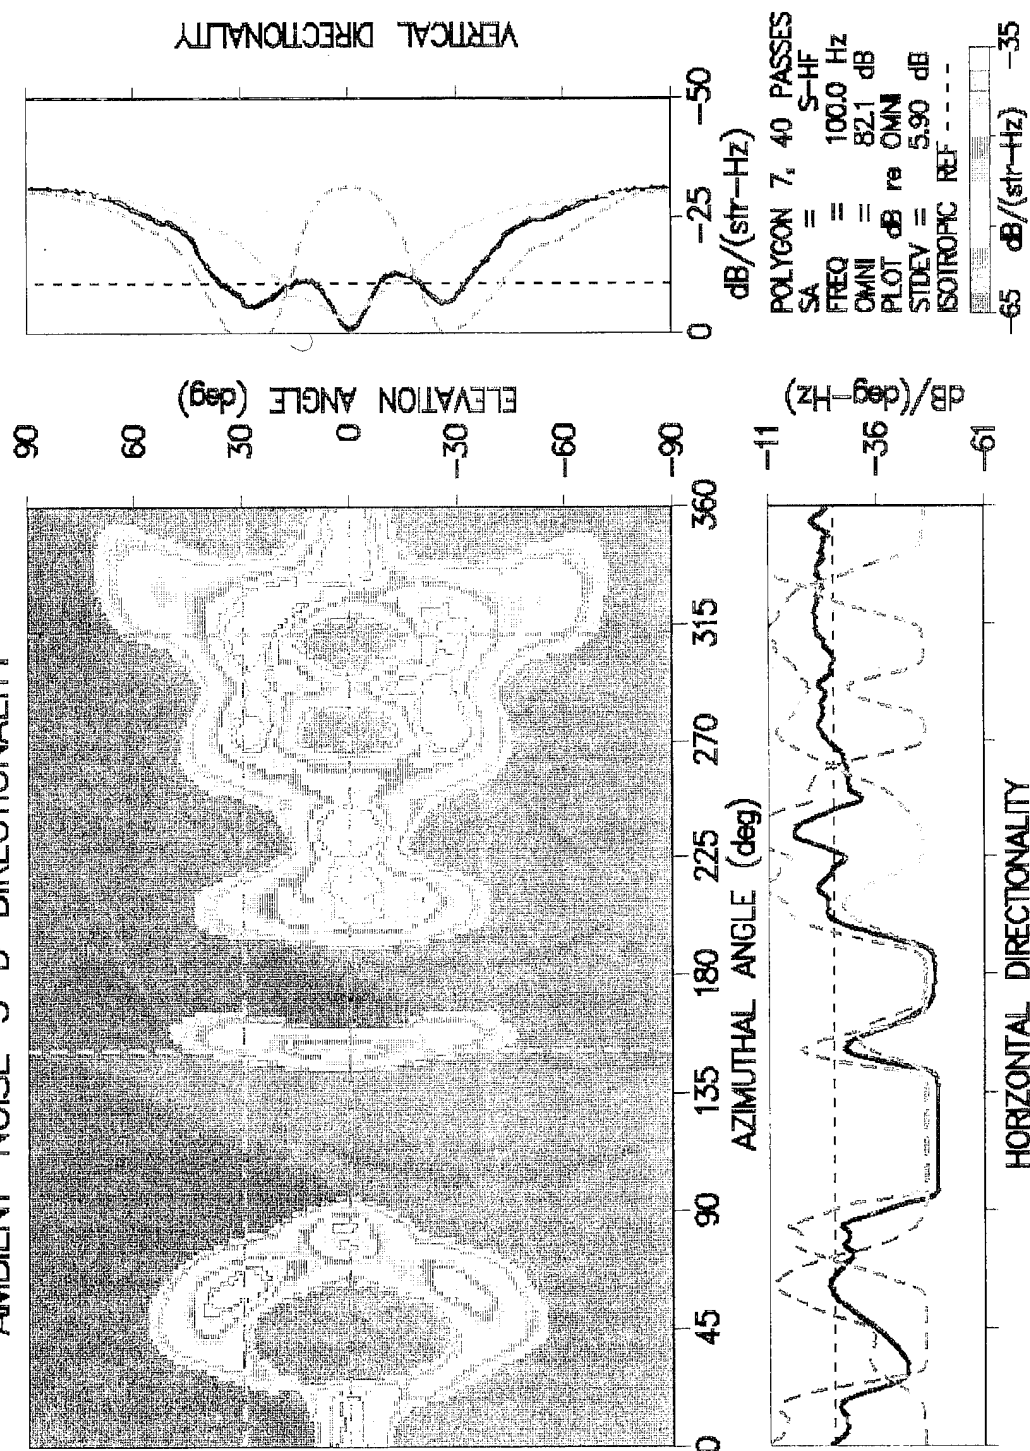 AMBIENT NOISE 3-D DIRECTIONALITY
90
60
30
0
-30
-60
-90
ELEVATION ANGLE (deg)
0
45
90
135
180
225
270
315
360
AZIMUTHAL ANGLE (deg)
VERTICAL DIRECTIONALITY
0
-25
-50
dB/(str-Hz)
POLYGON 7, 40 PASSES
SA = S-HF
FREQ = 100.0 Hz
OMNI = 82.1 dB
PLOT dB re OMNI
STDEV = 5.90 dB
ISOTROPIC REF ----
-65
-35
dB/(str-Hz)
-11
-36
-61
dB/(deg-Hz)
HORIZONTAL DIRECTIONALITY